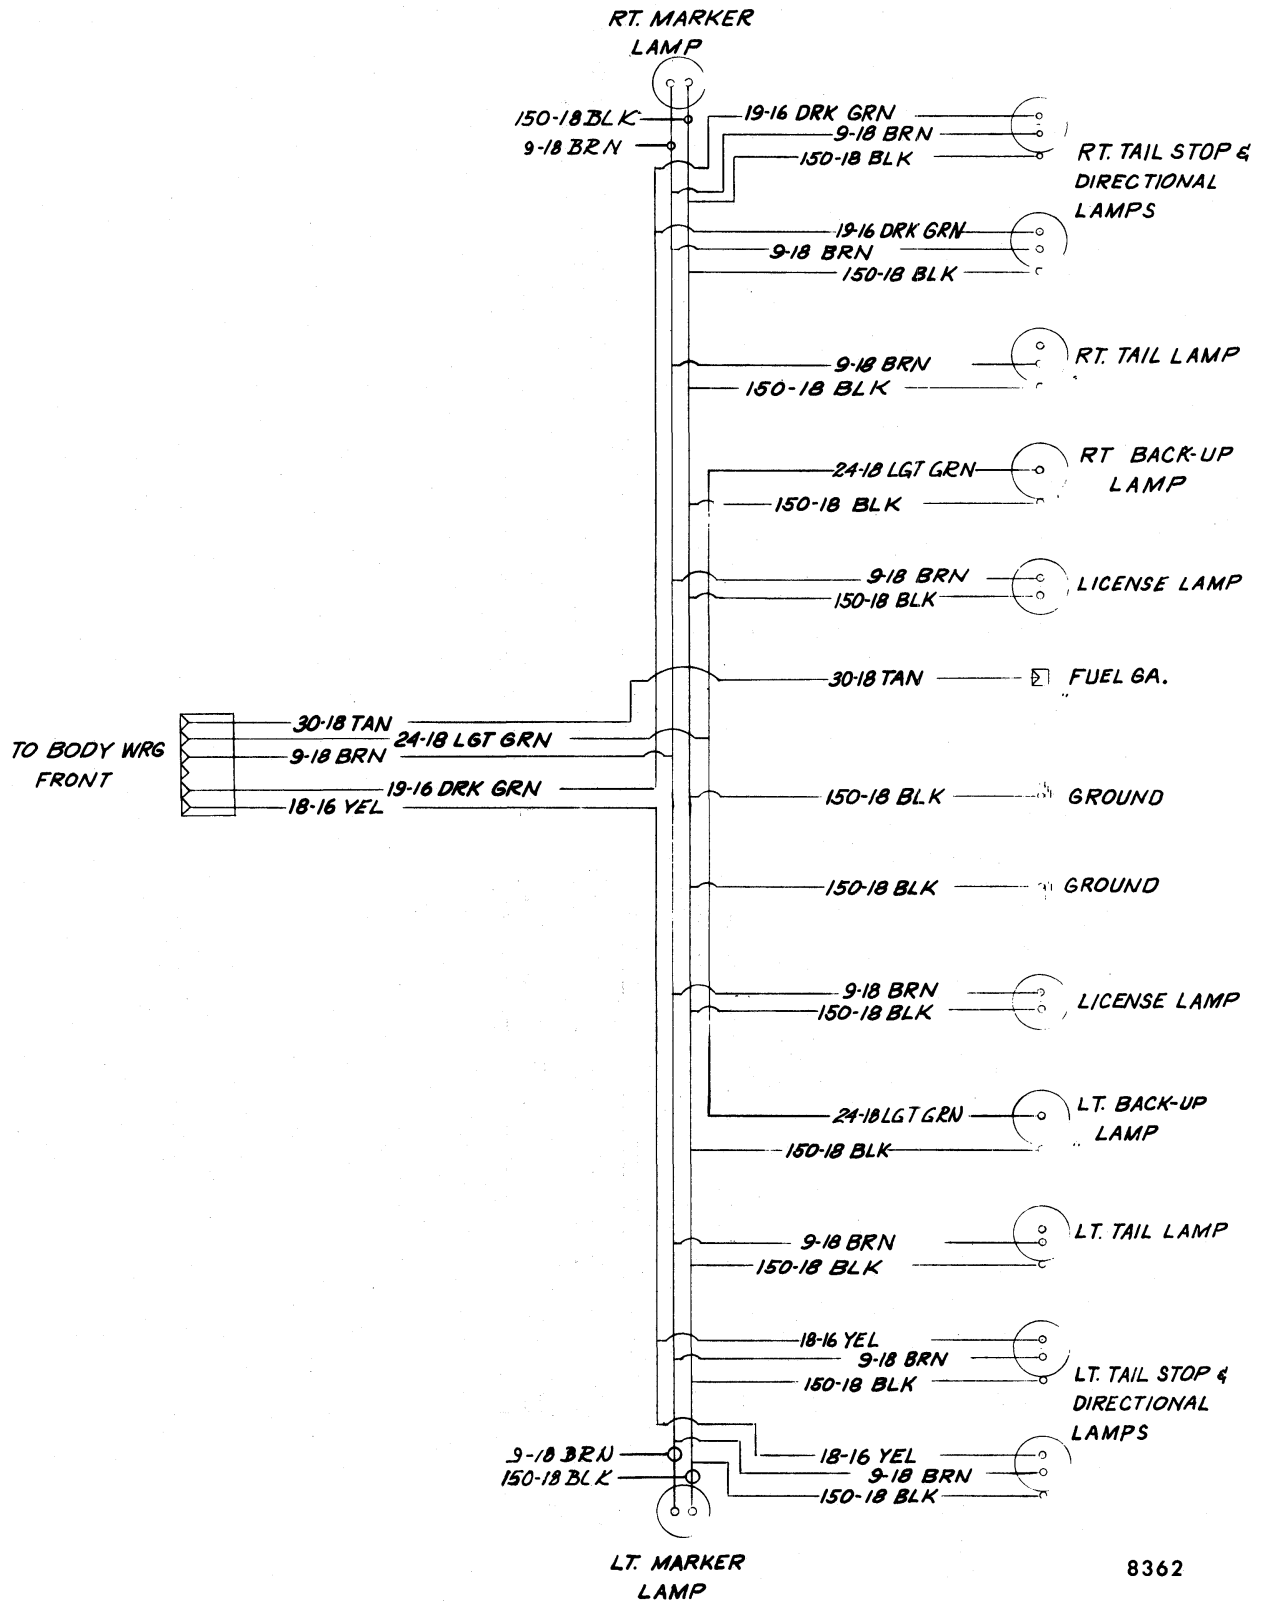 RT. MARKER
LAMP
150-18 BLK
9-18 BRN
19-16 DRK GRN
9-18 BRN
150-18 BLK
RT. TAIL STOP &
DIRECTIONAL
LAMPS
19-16 DRK GRN
9-18 BRN
150-18 BLK
9-18 BRN
RT. TAIL LAMP
150-18 BLK
24-18 LGT GRN
RT BACK-UP
LAMP
150-18 BLK
9-18 BRN
LICENSE LAMP
150-18 BLK
30-18 TAN
FUEL GA.
TO BODY WRG
FRONT
30-18 TAN
24-18 LGT GRN
9-18 BRN
19-16 DRK GRN
18-16 YEL
150-18 BLK
GROUND
150-18 BLK
GROUND
9-18 BRN
LICENSE LAMP
150-18 BLK
24-18 LGT GRN
LT. BACK-UP
LAMP
150-18 BLK
9-18 BRN
LT. TAIL LAMP
150-18 BLK
18-16 YEL
9-18 BRN
150-18 BLK
LT. TAIL STOP &
DIRECTIONAL
LAMPS
9-18 BRN
150-18 BLK
18-16 YEL
9-18 BRN
150-18 BLK
LT. MARKER
LAMP
8362